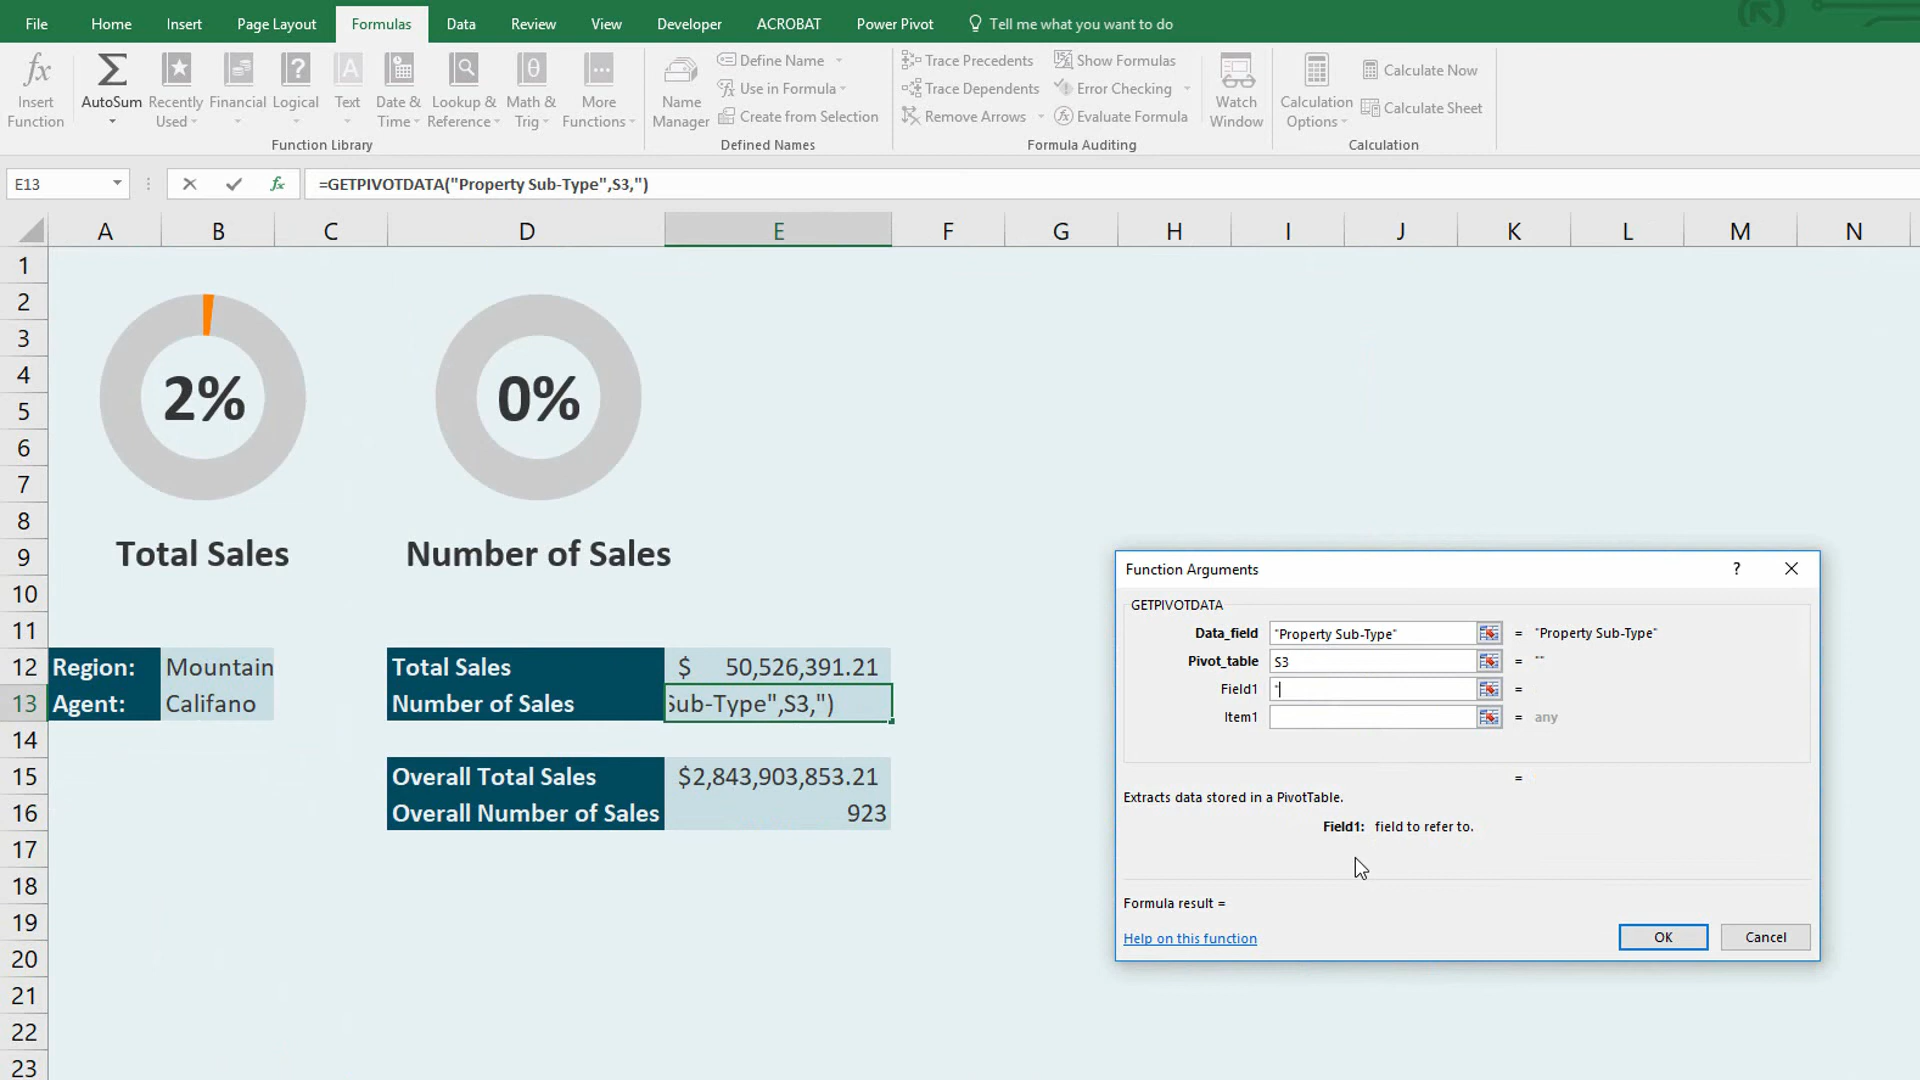 File Home Insert Page Layout Formulas Data Review View Developer ACROBAT Power Pivot Tell me what you want to do
fx Σ ? A θ
Insert Function
AutoSum
Recently Used
Financial
Logical
Text
Date & Time
Lookup & Reference
Math & Trig
More Functions
Function Library
Name Manager
Define Name
Use in Formula
Create from Selection
Defined Names
Trace Precedents
Trace Dependents
Remove Arrows
Show Formulas
Error Checking
Evaluate Formula
Formula Auditing
Watch Window
Calculation Options
Calculate Now
Calculate Sheet
Calculation
E13 fx =GETPIVOTDATA("Property Sub-Type",S3,")
A B C D E F G H I J K L M N
1
2
3
4
5
6
7
8
9
10
11
12
13
14
15
16
17
18
19
20
21
22
23
2% 0%
Total Sales Number of Sales
Region: Mountain
Agent: Califano
Total Sales $ 50,526,391.21
Number of Sales Sub-Type",S3,")
Overall Total Sales $2,843,903,853.21
Overall Number of Sales 923
Function Arguments ?
GETPIVOTDATA
Data_field "Property Sub-Type" = "Property Sub-Type"
Pivot_table S3 = ""
Field1 " =
Item1 = any
=
Extracts data stored in a PivotTable.
Field1: field to refer to.
Formula result =
Help on this function OK Cancel